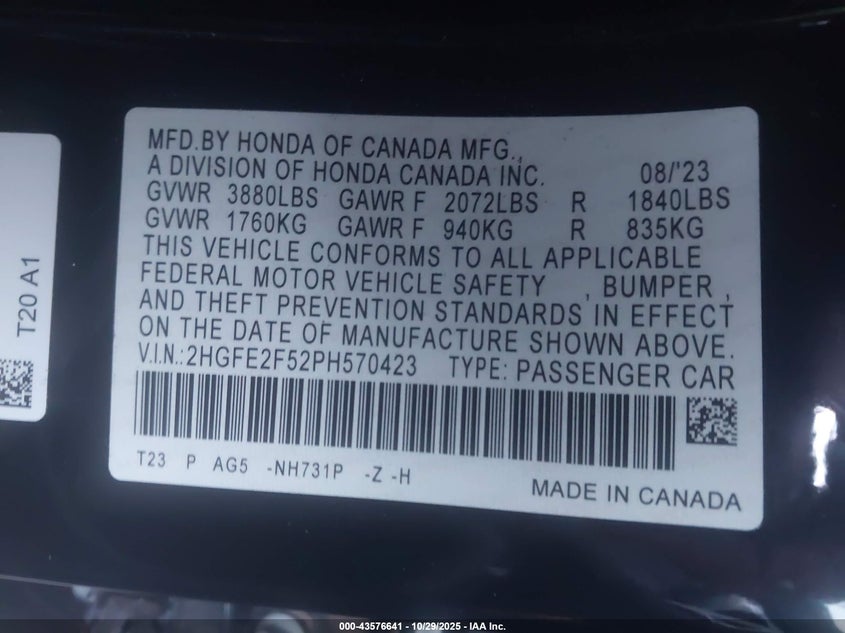 MFD.BY HONDA OF CANADA MFG.,
A DIVISION OF HONDA CANADA INC. 08/'23
GVWR 3880LBS GAWR F 2072LBS R 1840LBS
GVWR 1760KG GAWR F 940KG R 835KG
THIS VEHICLE CONFORMS TO ALL APPLICABLE
FEDERAL MOTOR VEHICLE SAFETY , BUMPER ,
AND THEFT PREVENTION STANDARDS IN EFFECT
ON THE DATE OF MANUFACTURE SHOWN ABOVE.
V.I.N.:2HGFE2F52PH570423 TYPE: PASSENGER CAR
T23 P AG5 -NH731P -Z -H
MADE IN CANADA
T20 A1
000-43576641 - 10/29/2025 - IAA Inc.